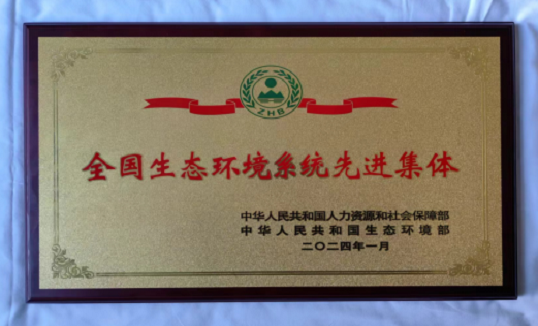 ZHB
全国生态环境系统先进集体
中华人民共和国人力资源和社会保障部
中华人民共和国生态环境部
二〇二四年一月